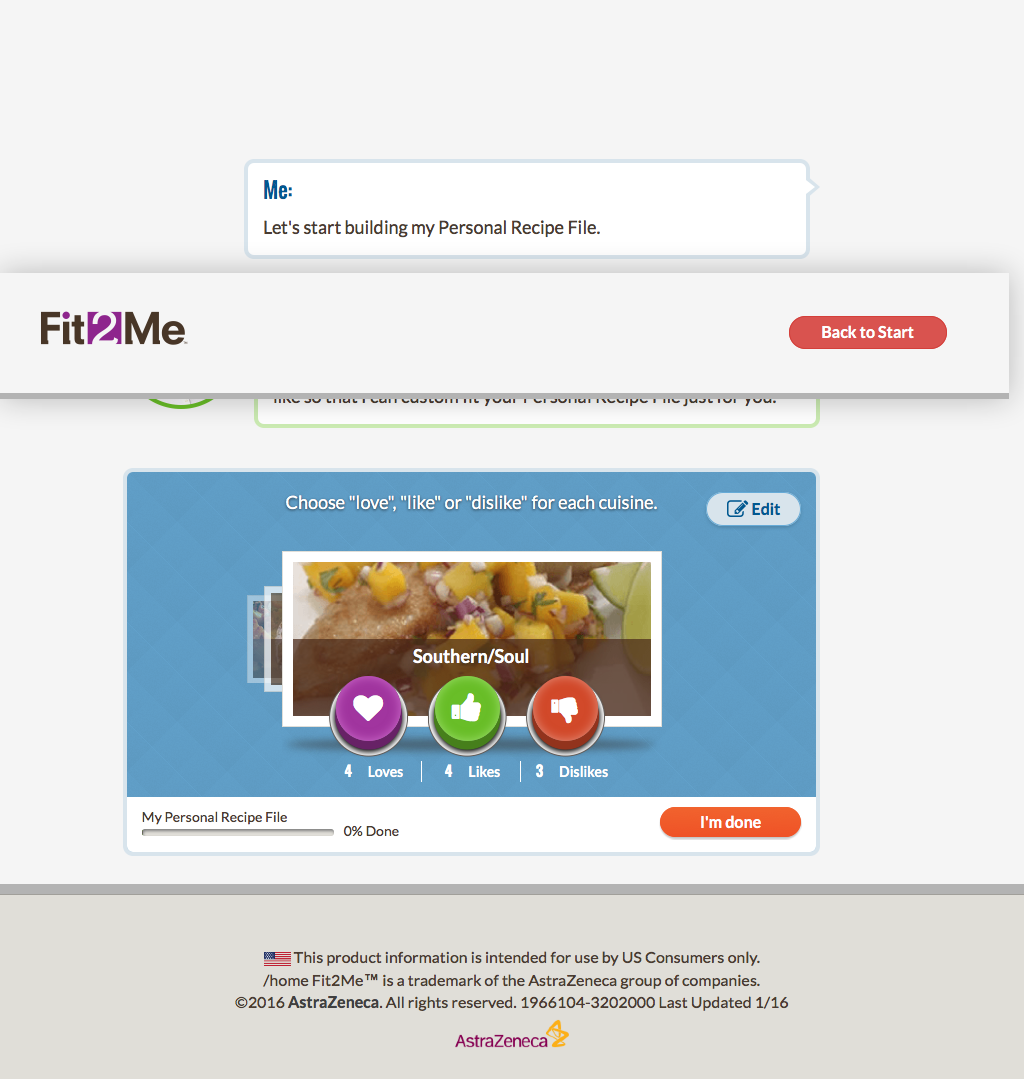 Me:
Let's start building my Personal Recipe File.
Fit2Me™
Back to Start
like so that I can custom fit your Personal Recipe File just for you.
Choose "love", "like" or "dislike" for each cuisine.
Edit
Southern/Soul
4 Loves
4 Likes
3 Dislikes
My Personal Recipe File
0% Done
I'm done
This product information is intended for use by US Consumers only.
/home Fit2Me™ is a trademark of the AstraZeneca group of companies.
©2016 AstraZeneca. All rights reserved. 1966104-3202000 Last Updated 1/16
AstraZeneca